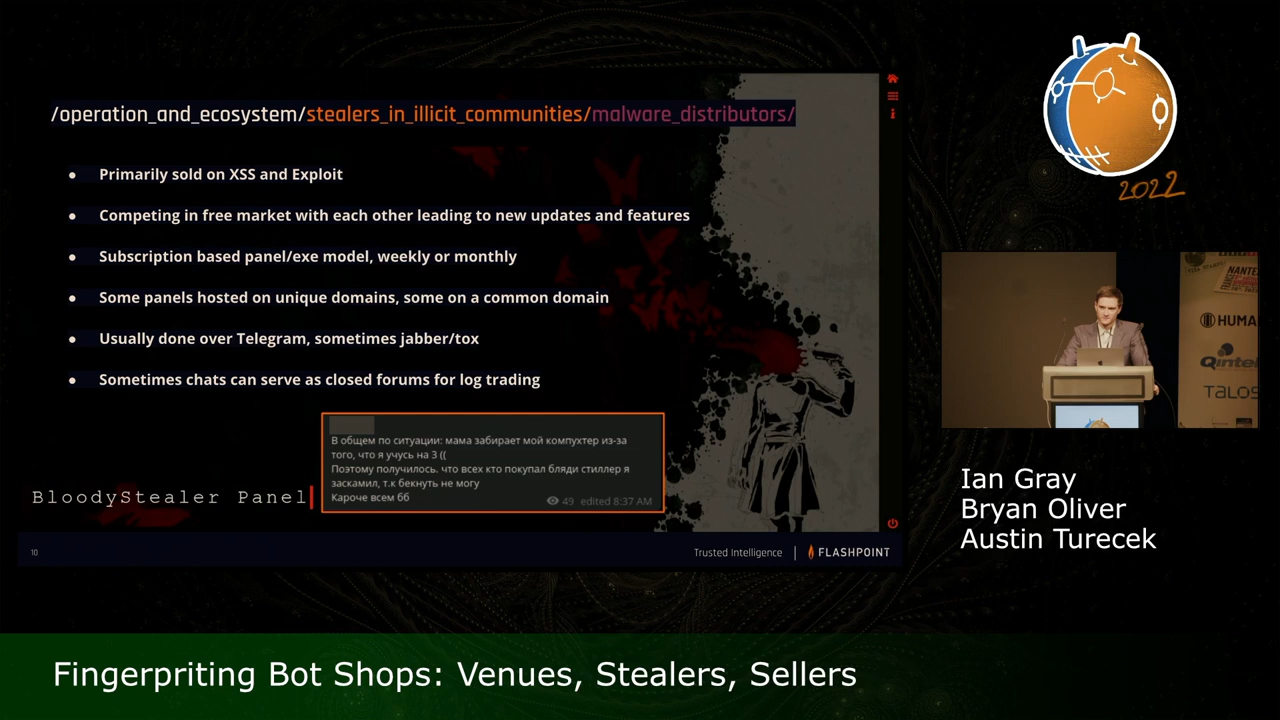 /operation_and_ecosystem/stealers_in_illicit_communities/malware_distributors/
● Primarily sold on XSS and Exploit
● Competing in free market with each other leading to new updates and features
● Subscription based panel/exe model, weekly or monthly
● Some panels hosted on unique domains, some on a common domain
● Usually done over Telegram, sometimes jabber/tox
● Sometimes chats can serve as closed forums for log trading
В общем по ситуации: мама забирает мой компухтер из-за
того, что я учусь на 3 ((
Поэтому получилось. что всех кто покупал бляди стиллер я
заскамил, т.к бекнуть не могу
Кароче всем бб
49 edited 8:37 AM
BloodyStealer Panel
10
Trusted Intelligence | FLASHPOINT
2022
NANTES
HUMA
Qintel
TALOS
Ian Gray
Bryan Oliver
Austin Turecek
Fingerpriting Bot Shops: Venues, Stealers, Sellers